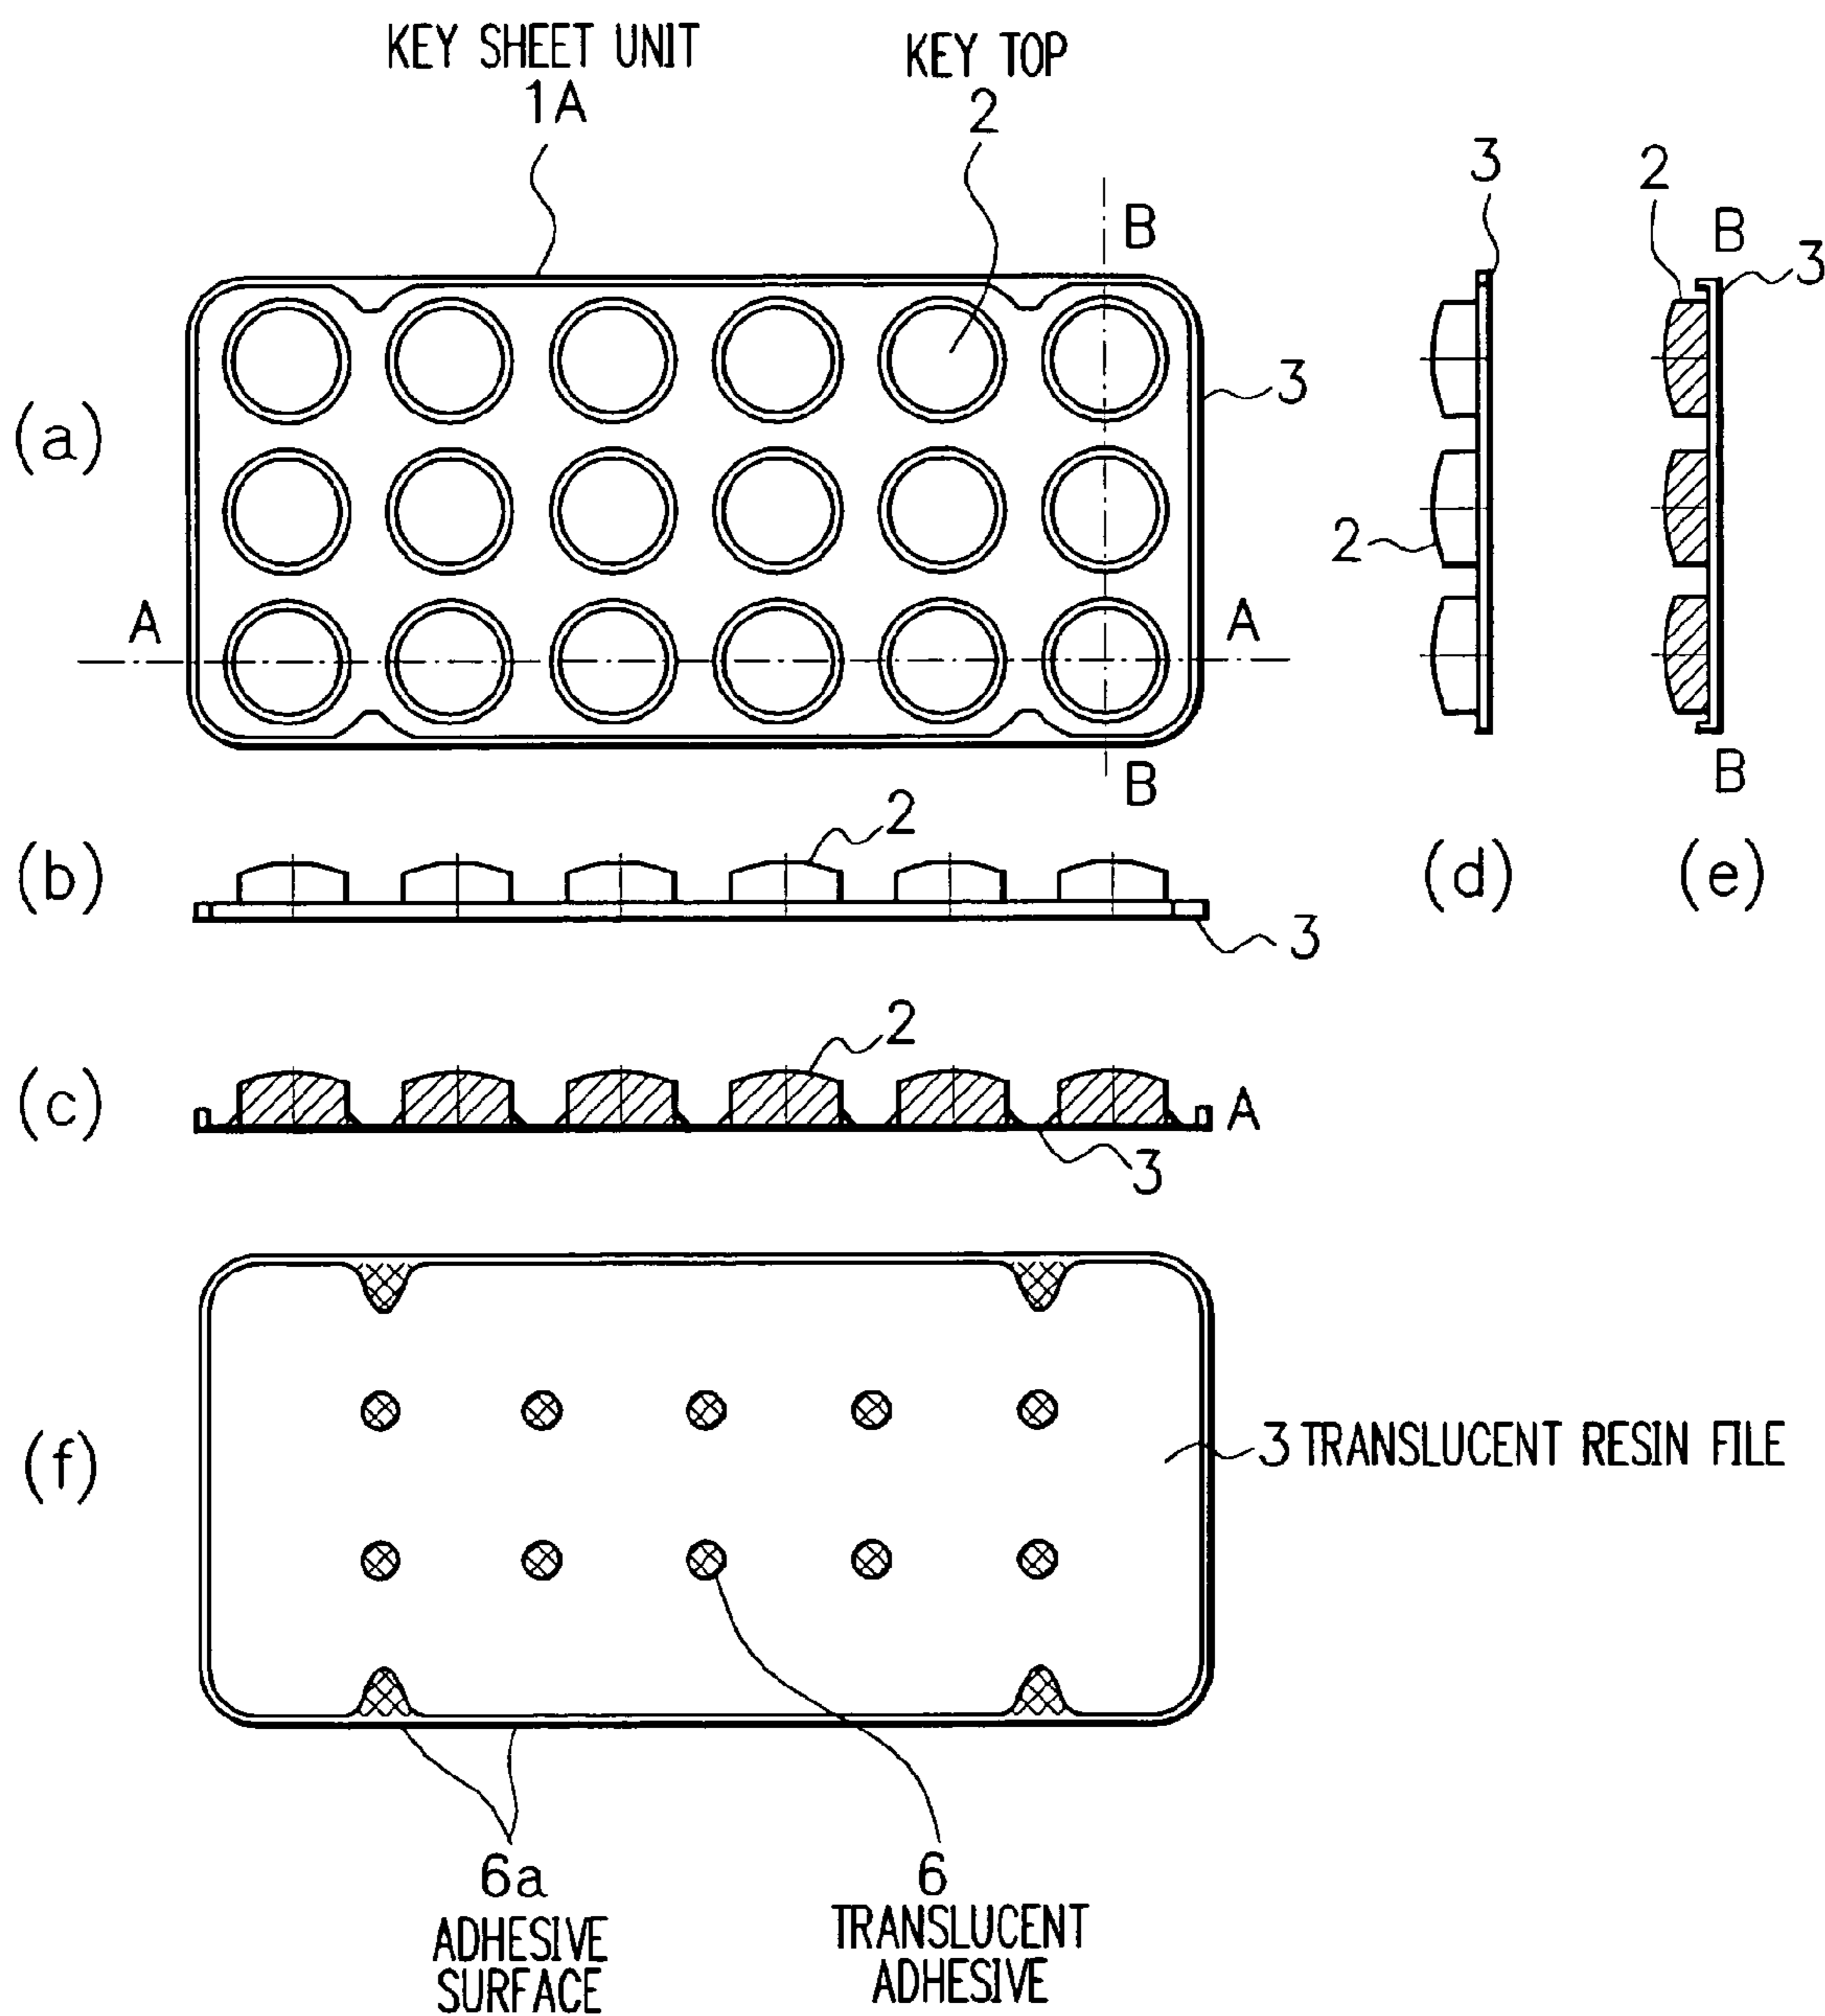 KEY SHEET UNIT
1A
KEY TOP
2
3
2
B
3
B
(a)
3
2
A
A
B
B
(b)
2
(d)
(e)
3
(c)
2
A
3
(f)
3 TRANSLUCENT RESIN FILE
6a
ADHESIVE
SURFACE
6
TRANSLUCENT
ADHESIVE